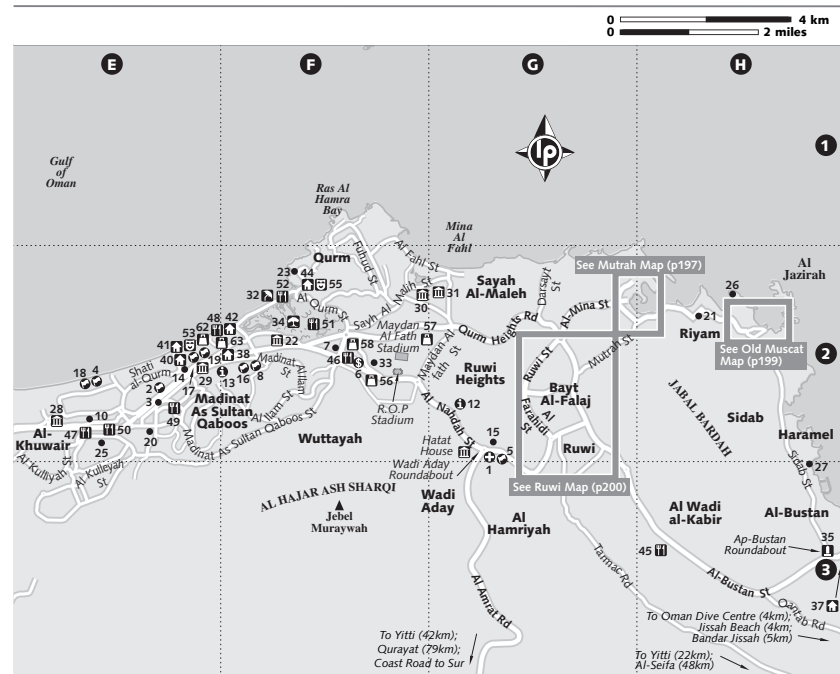 0 4 km
0 2 miles
E F G H
1
Gulf
of
Oman
Ras Al
Hamra
Bay
Mina
Al
Fahl
lp
Qurm
Fuhud St
Al Fahl St
Sayah
Al-Maleh
Darsayt
St
See Mutrah Map (p197)
Al
Jazirah
23 44
52 55
32
Al Qurm St
Sayh Al Malih St
30 31
Al-Mina St
26
21
Riyam
34 51
22
Maydan
Al Fath
Stadium
57
Maydan Al
fath St
Qurm Heights Rd
Mutrah St
See Old Muscat
Map (p199)
2
48 42
62
53 63
41
40 19 38
14 29 13 16 8
17
7 58
46 6 33
56
18 4
2
3
Shati
al-Qurm
Madinat
As Sultan
Qaboos
Madinat Al Ilam
Al Ilam St
Madinat As Sultan Qaboos St
R.O.P
Stadium
Ruwi
Heights
12
Ruwi St
Bayt
Al-Falaj
Al
Farahidi
St
Ruwi
JABAL BARDAH
Sidab
Haramel
27
Sidab St
28
10
Al-
Khuwair
47 50
25 20 49
Al Kulliyah St
Al Kulleyah
St
Wuttayah
Al Nahdah St
Hatat
House
15
5
1
Wadi Aday
Roundabout
See Ruwi Map (p200)
AL HAJAR ASH SHARQI
Jebel
Muraywah
Wadi
Aday
Al
Hamriyah
Al Wadi
al-Kabir
Al-Bustan
Ap-Bustan
Roundabout
35
3
45
Tarmac Rd
Al-Bustan St
Qantab Rd
37
Al Amrat Rd
To Yitti (42km);
Qurayat (79km);
Coast Road to Sur
To Oman Dive Centre (4km);
Jissah Beach (4km);
Bandar Jissah (5km)
To Yitti (22km);
Al-Seifa (48km)